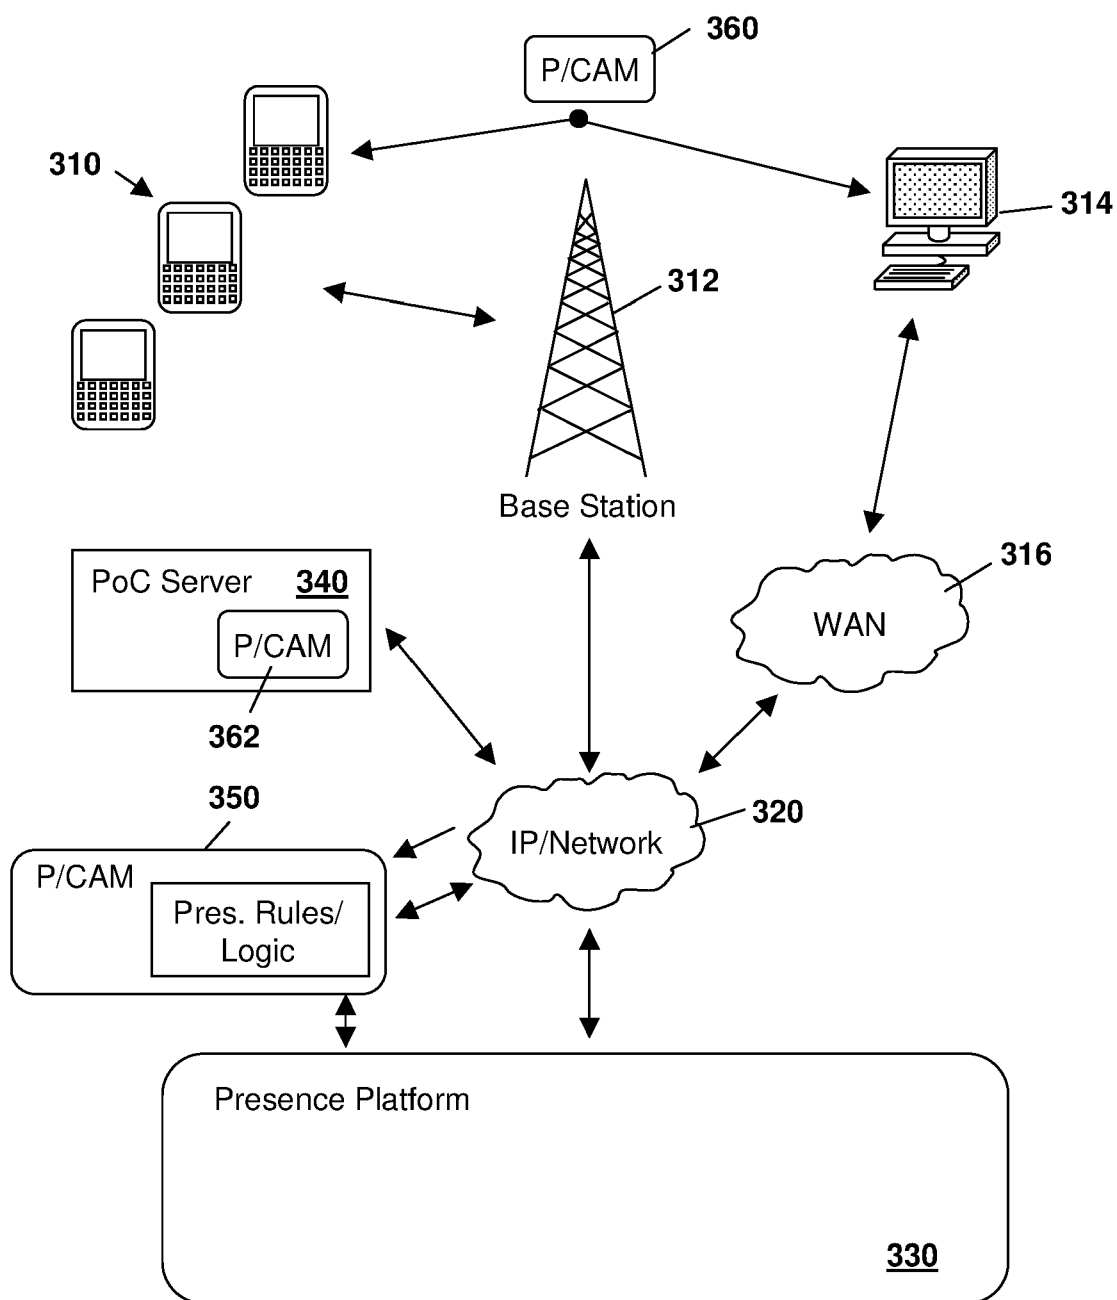 360
P/CAM
310
314
312
Base Station
316
PoC Server 340
WAN
P/CAM
362
350
320
IP/Network
P/CAM
Pres. Rules/
Logic
Presence Platform
330